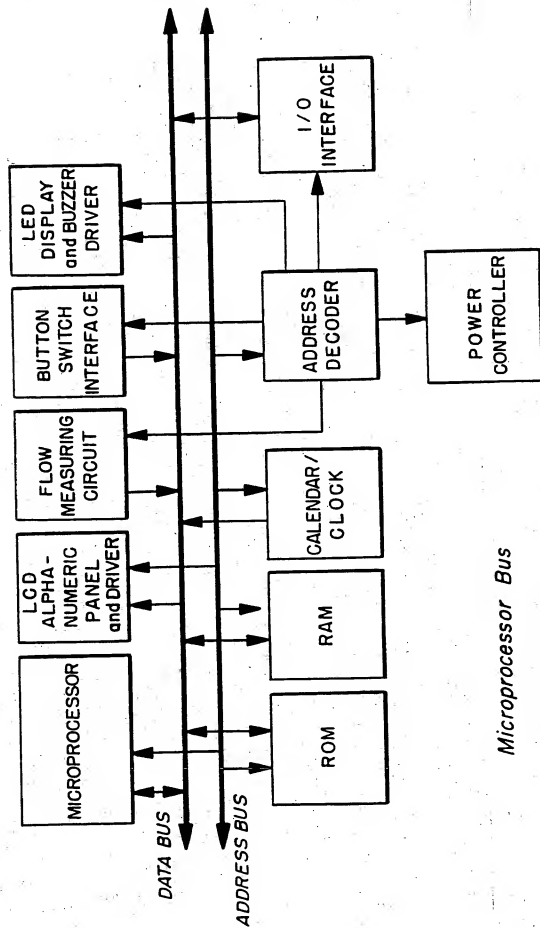 MICROPROCESSOR
LCD
ALPHA-
NUMERIC
PANEL
and DRIVER
FLOW
MEASURING
CIRCUIT
BUTTON
SWITCH
INTERFACE
LED
DISPLAY
and BUZZER
DRIVER
DATA BUS
ADDRESS BUS
ROM
RAM
CALENDAR/
CLOCK
ADDRESS
DECODER
I/O
INTERFACE
POWER
CONTROLLER
Microprocessor Bus